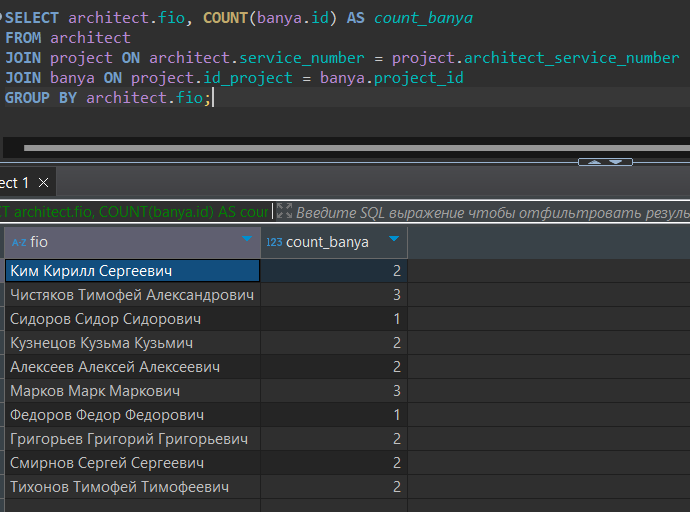 SELECT architect.fio, COUNT(banya.id) AS count_banya
FROM architect
JOIN project ON architect.service_number = project.architect_service_number
JOIN banya ON project.id_project = banya.project_id
GROUP BY architect.fio;
ect 1 ×
CT architect.fio, COUNT(banya.id) AS coun Введите SQL выражение чтобы отфильтровать резуль
A-Z fio 123 count_banya
Ким Кирилл Сергеевич 2
Чистяков Тимофей Александрович 3
Сидоров Сидор Сидорович 1
Кузнецов Кузьма Кузьмич 2
Алексеев Алексей Алексеевич 2
Марков Марк Маркович 3
Федоров Федор Федорович 1
Григорьев Григорий Григорьевич 2
Смирнов Сергей Сергеевич 2
Тихонов Тимофей Тимофеевич 2